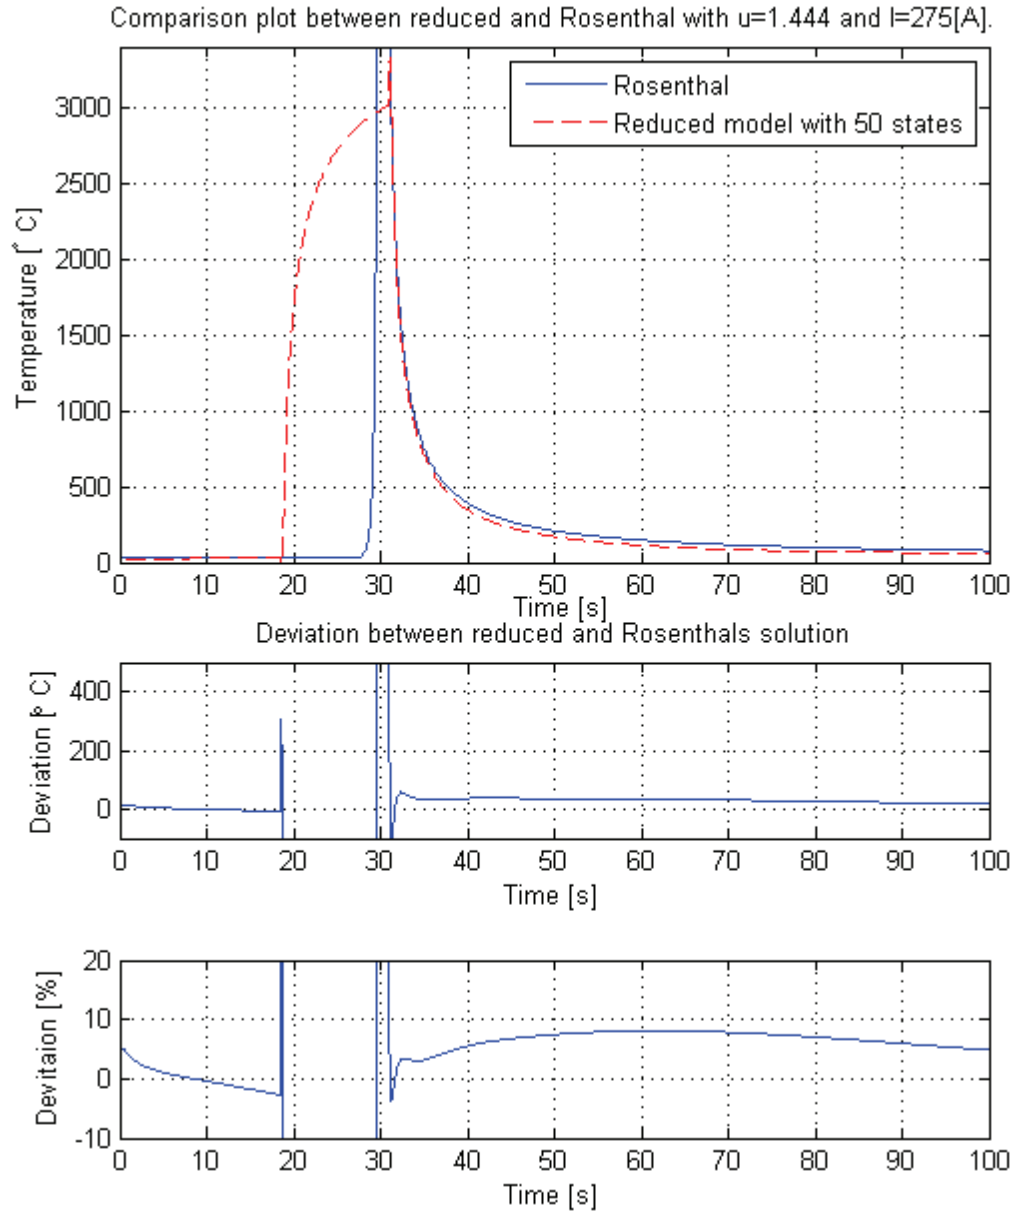 Comparison plot between reduced and Rosenthal with u=1.444 and I=275[A].
Rosenthal
Reduced model with 50 states
Temperature [° C]
3000
2500
2000
1500
1000
500
0
0 10 20 30 40 50 60 70 80 90 100
Time [s]
Deviation between reduced and Rosenthals solution
Deviation [° C]
400
200
0
0 10 20 30 40 50 60 70 80 90 100
Time [s]
Devitaion [%]
20
10
0
-10
0 10 20 30 40 50 60 70 80 90 100
Time [s]